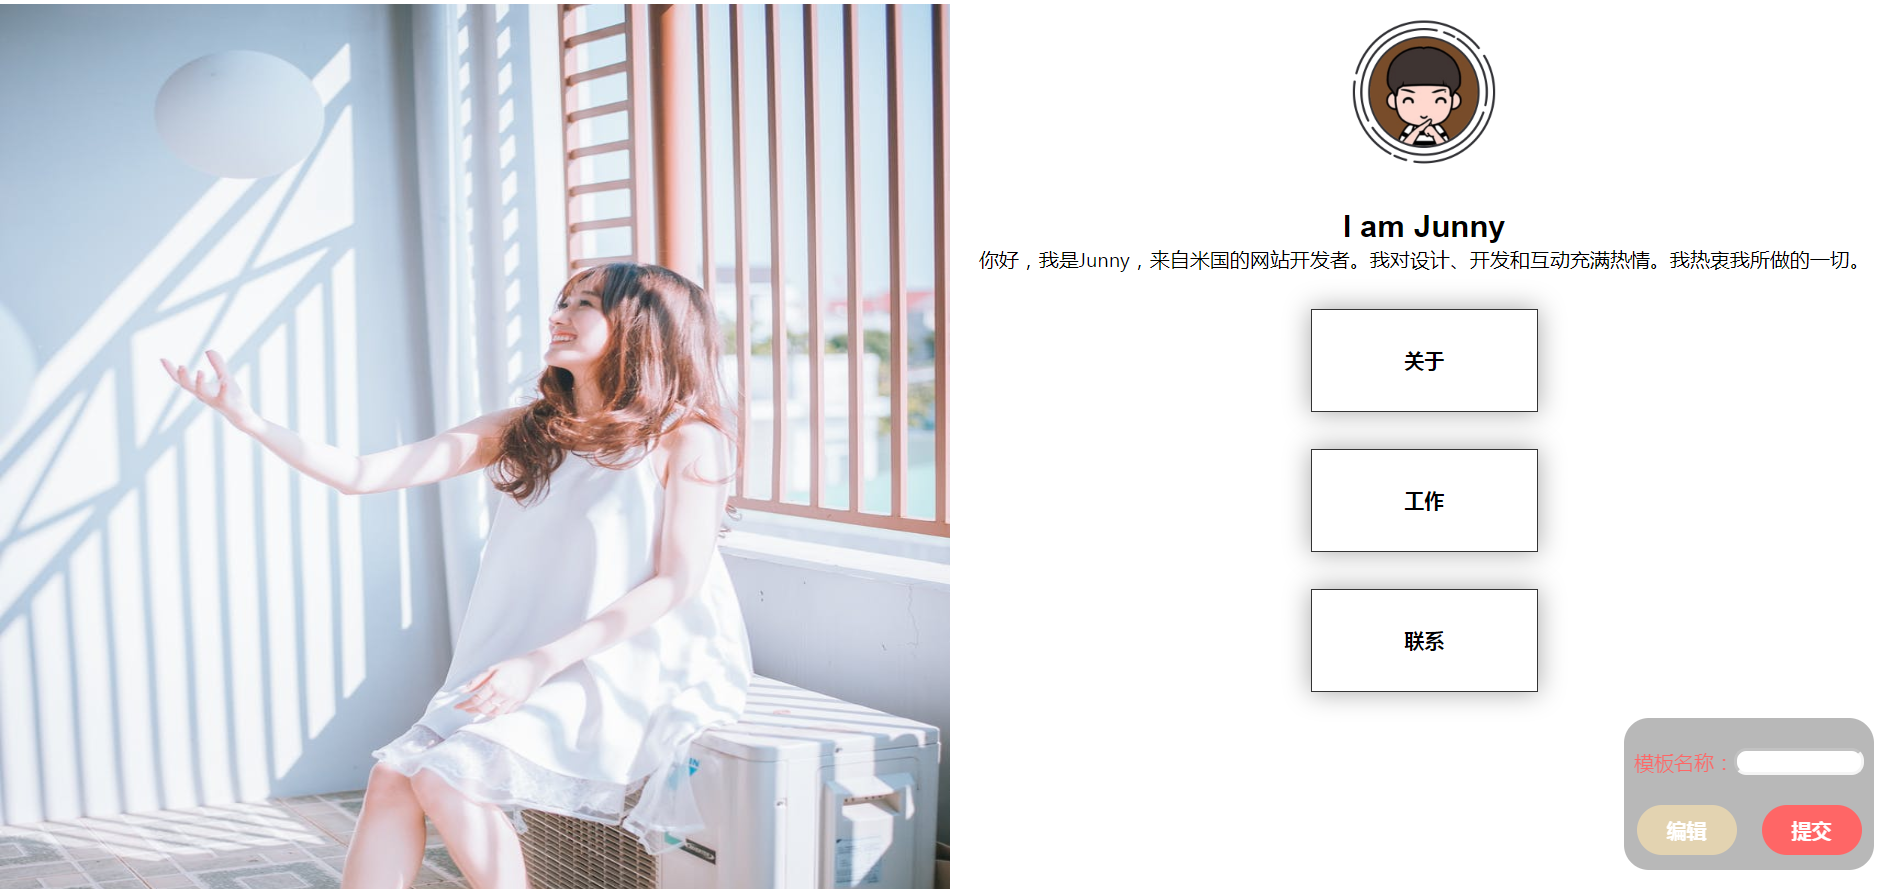 I am Junny
你好，我是Junny，来自米国的网站开发者。我对设计、开发和互动充满热情。我热衷我所做的一切。
关于
工作
联系
模板名称：
编辑
提交